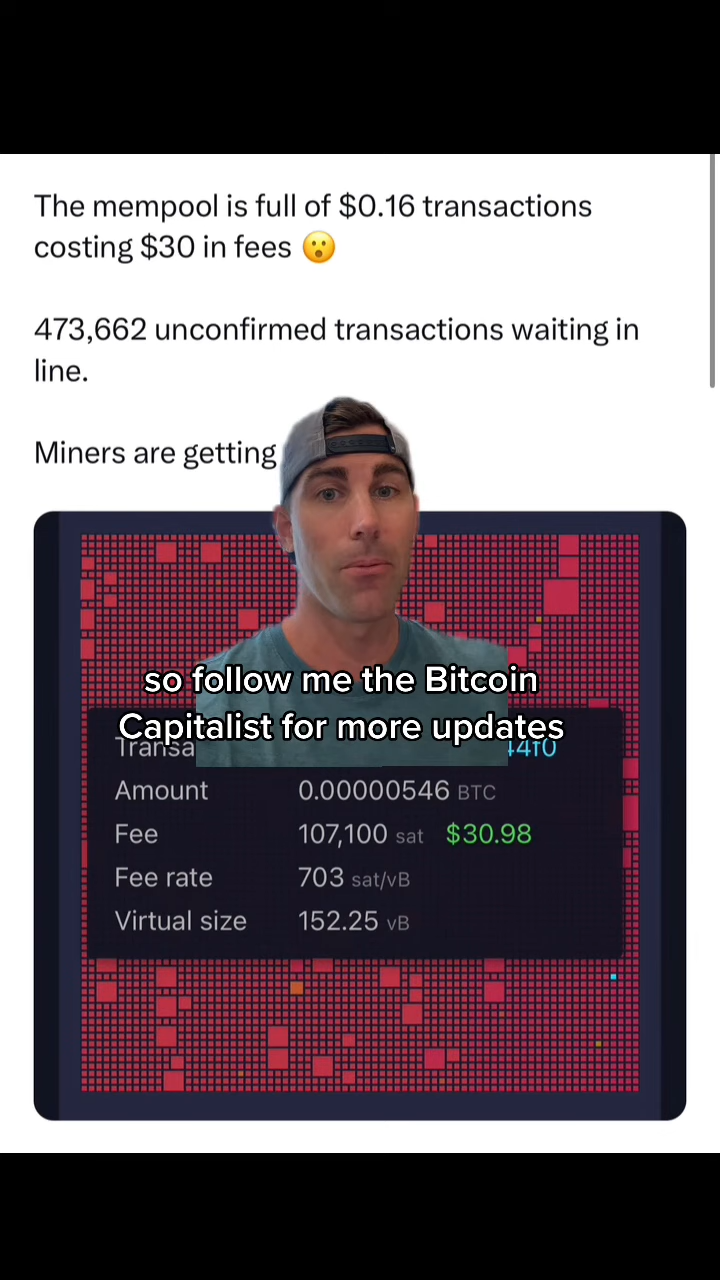 The mempool is full of $0.16 transactions
costing $30 in fees 😮
473,662 unconfirmed transactions waiting in
line.
Miners are getting
so follow me the Bitcoin
Capitalist for more updates
Amount 0.00000546 BTC
Fee 107,100 sat $30.98
Fee rate 703 sat/vB
Virtual size 152.25 vB